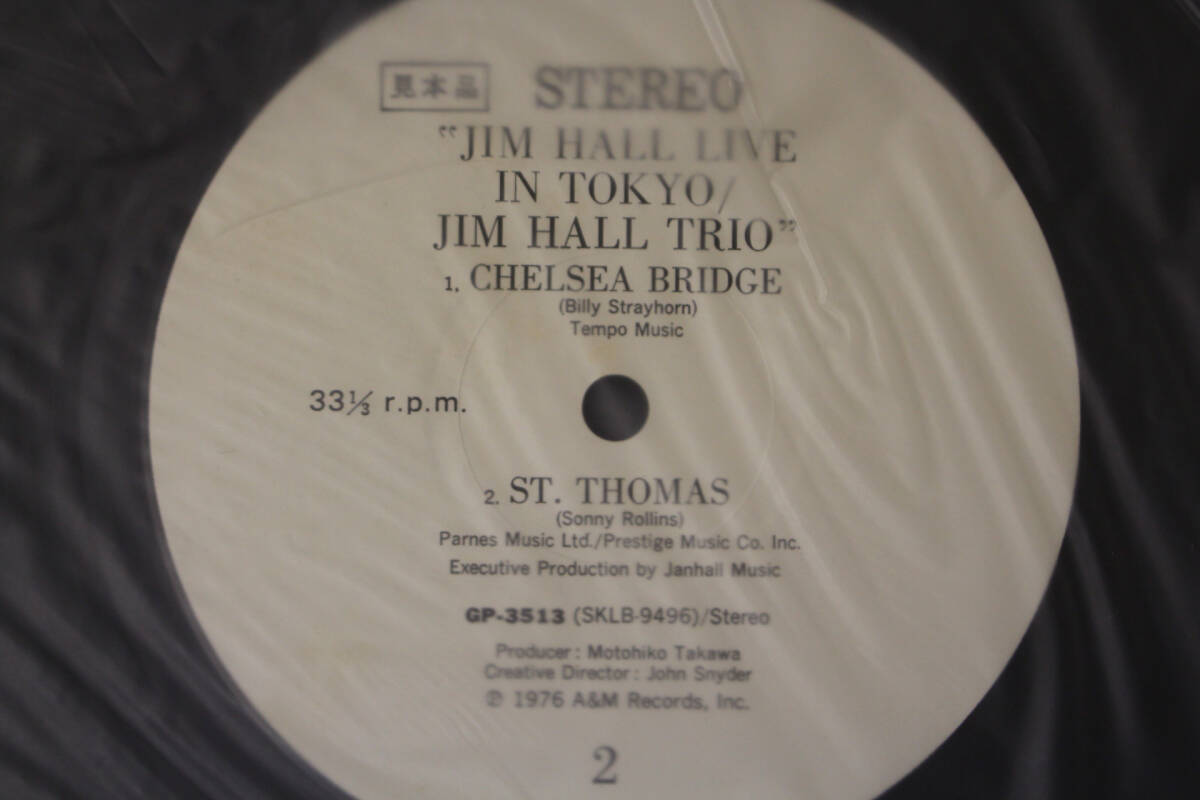 見本品 STEREO
“JIM HALL LIVE
IN TOKYO/
JIM HALL TRIO”
1. CHELSEA BRIDGE
(Billy Strayhorn)
Tempo Music
33⅓ r.p.m.
2. ST. THOMAS
(Sonny Rollins)
Parnes Music Ltd./Prestige Music Co. Inc.
Executive Production by Janhall Music
GP-3513 (SKLB-9496)/Stereo
Producer: Motohiko Takawa
Creative Director: John Snyder
℗ 1976 A&M Records, Inc.
2